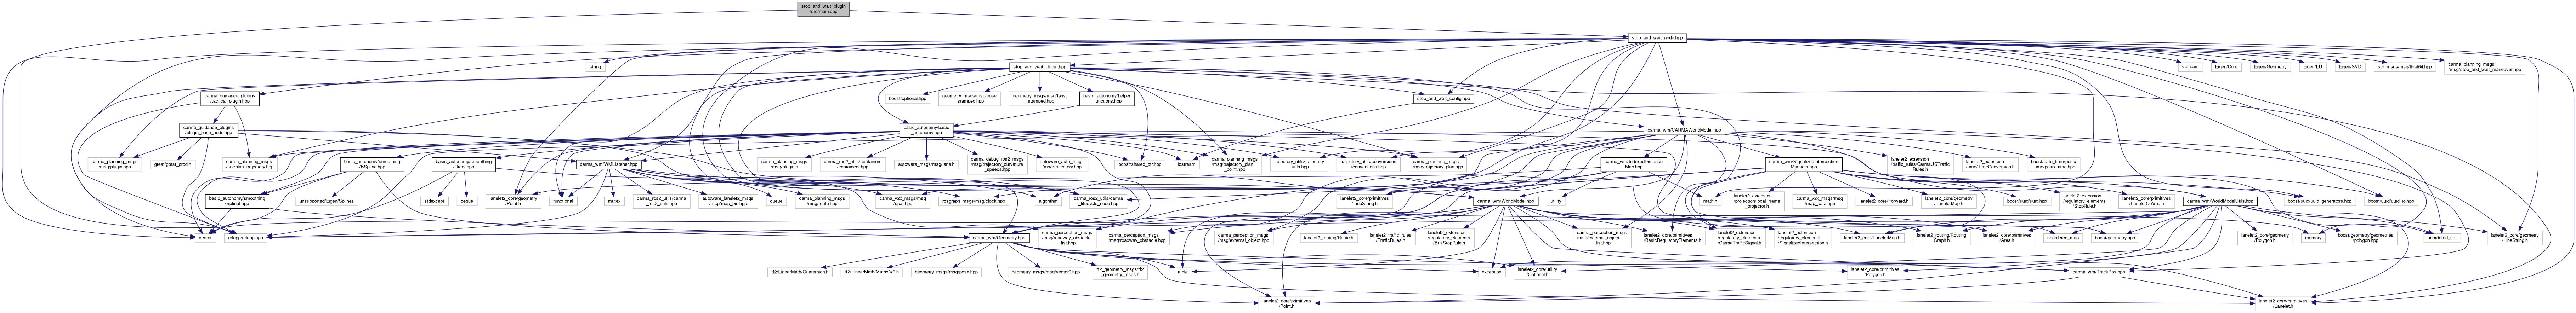 stop_and_wait_plugin
/src/main.cpp
stop_and_wait_node.hpp
string
stop_and_wait_plugin.hpp
sstream
Eigen/Core
Eigen/Geometry
Eigen/LU
Eigen/SVD
std_msgs/msg/float64.hpp
carma_planning_msgs
/msg/stop_and_wait_maneuver.hpp
carma_guidance_plugins
/tactical_plugin.hpp
boost/optional.hpp
geometry_msgs/msg/pose
_stamped.hpp
geometry_msgs/msg/twist
_stamped.hpp
basic_autonomy/helper
_functions.hpp
stop_and_wait_config.hpp
carma_guidance_plugins
/plugin_base_node.hpp
basic_autonomy/basic
_autonomy.hpp
carma_wm/CARMAWorldModel.hpp
carma_planning_msgs
/msg/plugin.hpp
gtest/gtest_prod.h
carma_planning_msgs
/srv/plan_trajectory.hpp
basic_autonomy/smoothing
/BSpline.hpp
basic_autonomy/smoothing
/filters.hpp
carma_wm/WMListener.hpp
carma_planning_msgs
/msg/plugin.h
carma_ros2_utils/containers
/containers.hpp
autoware_msgs/msg/lane.h
carma_debug_ros2_msgs
/msg/trajectory_curvature
_speeds.hpp
autoware_auto_msgs
/msg/trajectory.hpp
boost/shared_ptr.hpp
iostream
carma_planning_msgs
/msg/trajectory_plan
_point.hpp
trajectory_utils/trajectory
_utils.hpp
trajectory_utils/conversions
/conversions.hpp
carma_planning_msgs
/msg/trajectory_plan.hpp
carma_wm/IndexedDistance
Map.hpp
carma_wm/SignalizedIntersection
Manager.hpp
lanelet2_extension
/traffic_rules/CarmaUSTraffic
Rules.h
lanelet2_extension
/time/TimeConversion.h
boost/date_time/posix
_time/posix_time.hpp
basic_autonomy/smoothing
/SplineI.hpp
unsupported/Eigen/Splines
stdexcept
deque
lanelet2_core/geometry
/Point.h
functional
mutex
carma_ros2_utils/carma
_ros2_utils.hpp
autoware_lanelet2_msgs
/msg/map_bin.hpp
queue
carma_planning_msgs
/msg/route.hpp
carma_v2x_msgs/msg
/spat.hpp
rosgraph_msgs/msg/clock.hpp
algorithm
carma_ros2_utils/carma
_lifecycle_node.hpp
carma_wm/WorldModel.hpp
utility
lanelet2_core/primitives
/LineString.h
math.h
lanelet2_extension
/projection/local_frame
_projector.h
carma_v2x_msgs/msg
/map_data.hpp
lanelet2_core/Forward.h
lanelet2_core/geometry
/LaneletMap.h
boost/uuid/uuid.hpp
lanelet2_extension
/regulatory_elements
/StopRule.h
lanelet2_core/primitives
/LaneletOrArea.h
carma_wm/WorldModelUtils.hpp
boost/uuid/uuid_generators.hpp
boost/uuid/uuid_io.hpp
vector
rclcpp/rclcpp.hpp
carma_wm/Geometry.hpp
carma_perception_msgs
/msg/roadway_obstacle
_list.hpp
carma_perception_msgs
/msg/roadway_obstacle.hpp
carma_perception_msgs
/msg/external_object.hpp
lanelet2_routing/Route.h
lanelet2_traffic_rules
/TrafficRules.h
lanelet2_extension
/regulatory_elements
/BusStopRule.h
carma_perception_msgs
/msg/external_object
_list.hpp
lanelet2_core/primitives
/BasicRegulatoryElements.h
lanelet2_extension
/regulatory_elements
/CarmaTrafficSignal.h
lanelet2_extension
/regulatory_elements
/SignalizedIntersection.h
lanelet2_core/LaneletMap.h
lanelet2_routing/Routing
Graph.h
lanelet2_core/primitives
/Area.h
unordered_map
boost/geometry.hpp
lanelet2_core/geometry
/Polygon.h
memory
boost/geometry/geometries
/polygon.hpp
unordered_set
lanelet2_core/geometry
/LineString.h
tf2/LinearMath/Quaternion.h
tf2/LinearMath/Matrix3x3.h
geometry_msgs/msg/pose.hpp
geometry_msgs/msg/vector3.hpp
tf2_geometry_msgs/tf2
_geometry_msgs.h
tuple
exception
lanelet2_core/utility
/Optional.h
lanelet2_core/primitives
/Polygon.h
carma_wm/TrackPos.hpp
lanelet2_core/primitives
/Point.h
lanelet2_core/primitives
/Lanelet.h